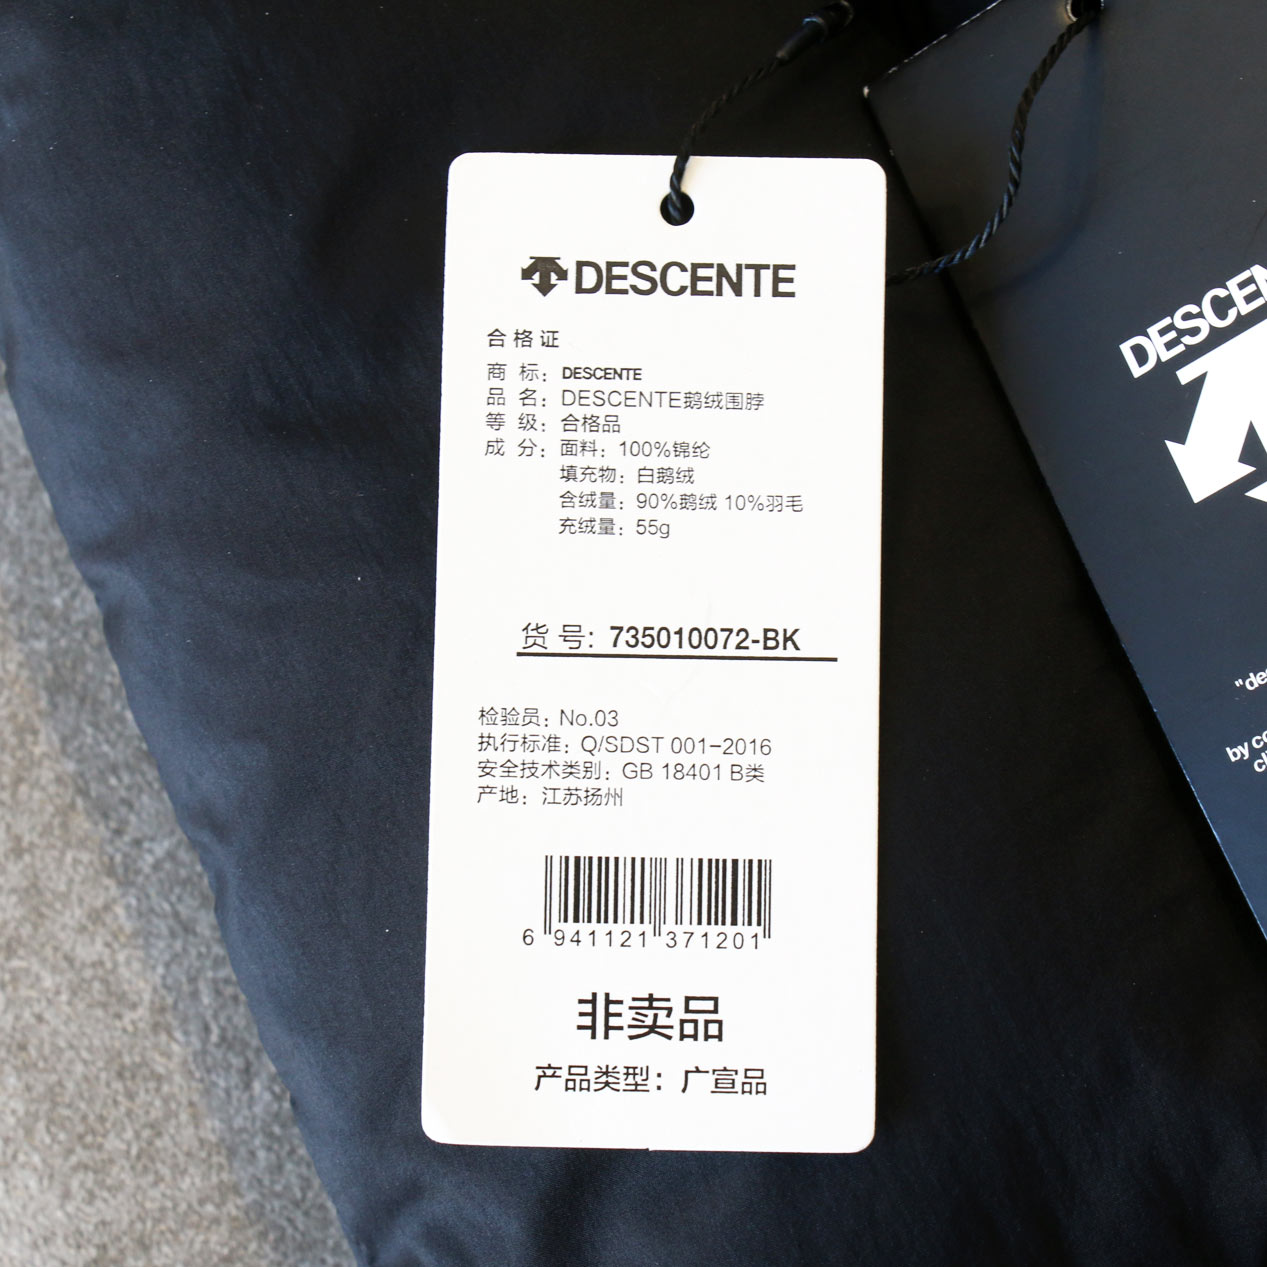 DESCENTE
合格证
商 标: DESCENTE
品 名: DESCENTE鹅绒围脖
等 级: 合格品
成 分: 面料: 100%锦纶
填充物: 白鹅绒
含绒量: 90%鹅绒 10%羽毛
充绒量: 55g
货 号: 735010072-BK
检验员: No.03
执行标准: Q/SDST 001-2016
安全技术类别: GB 18401 B类
产地: 江苏扬州
6 941121 371201
非卖品
产品类型: 广宣品
DESCEN
"de
by co
cl